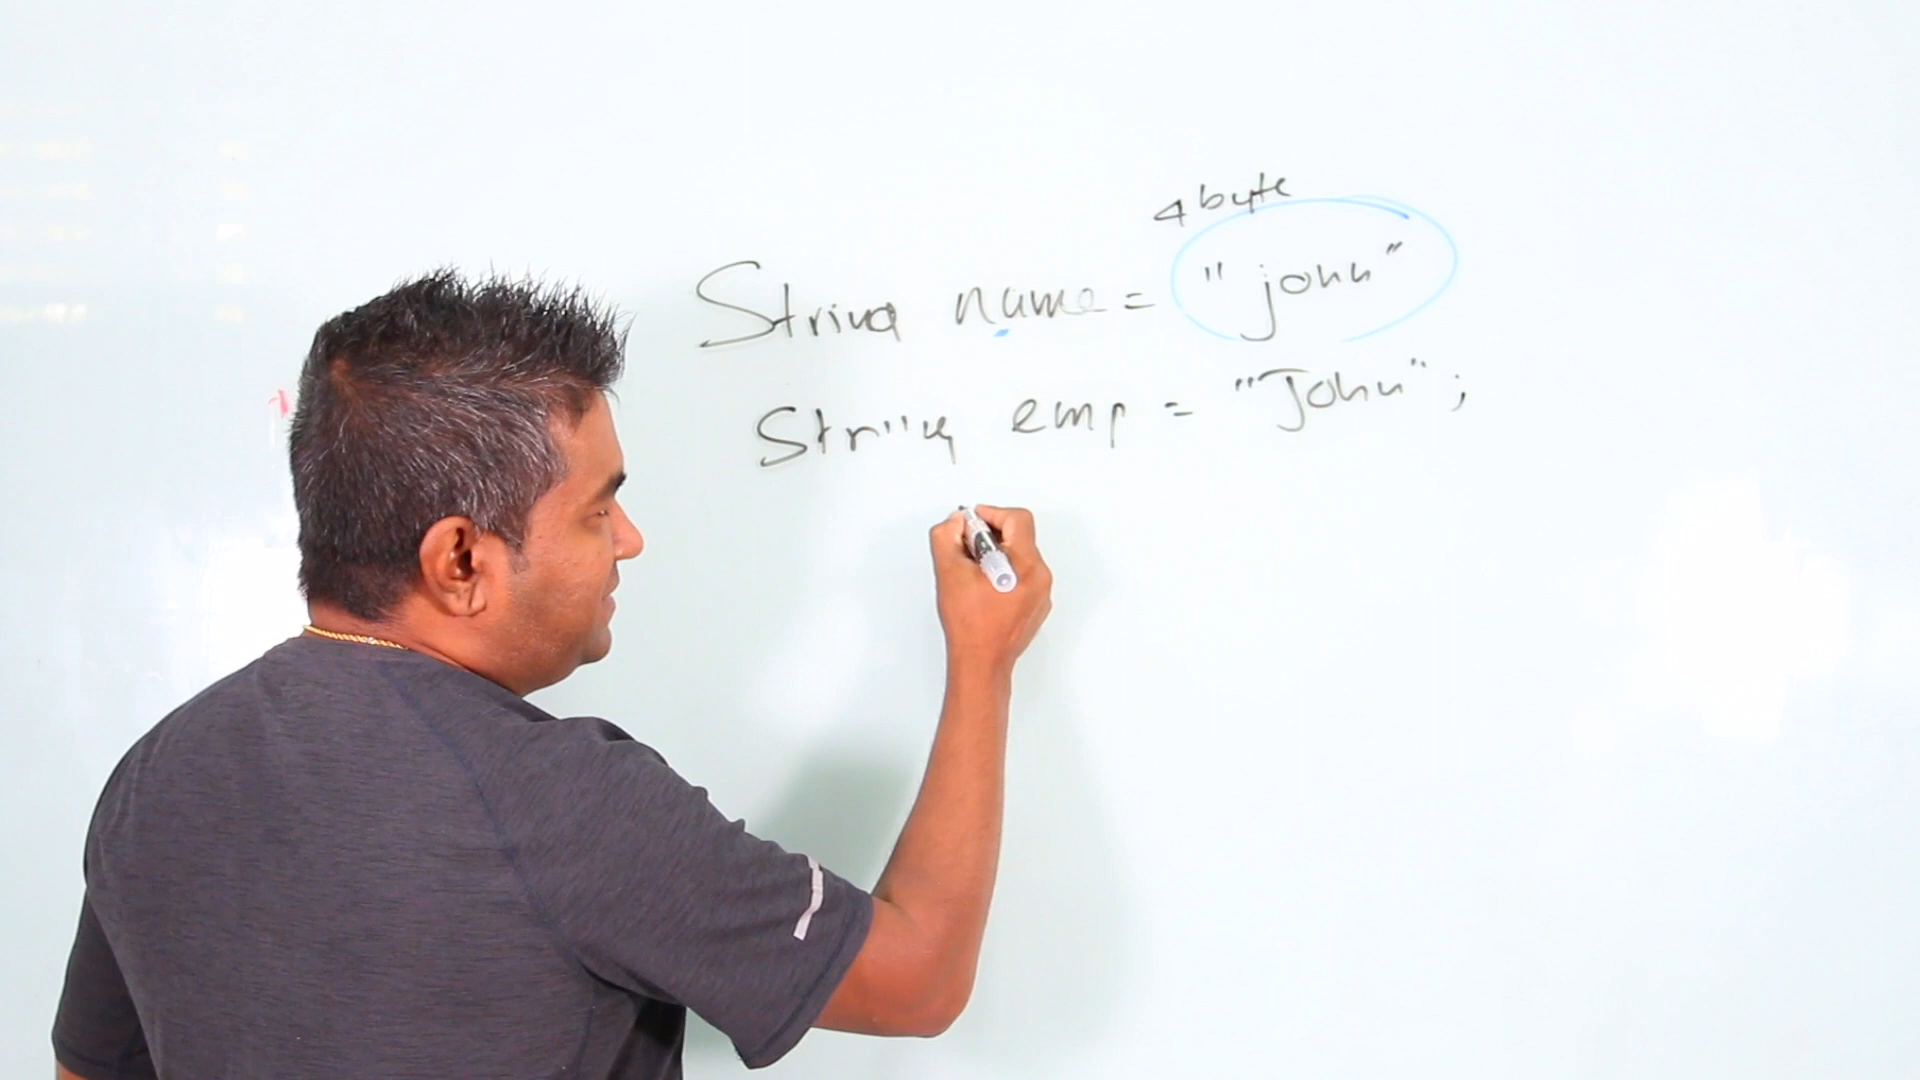 4 byte
String name = "john"
String emp = "John";